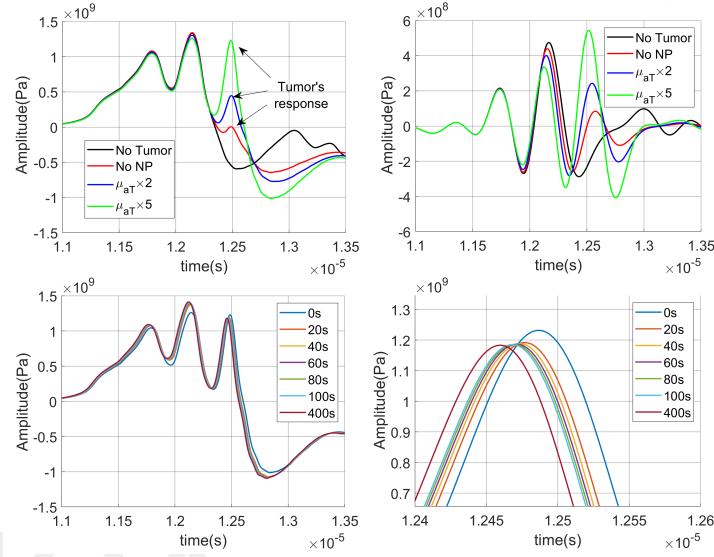 ×10⁹
1.5
1
0.5
0
-0.5
-1
-1.5
Amplitude(Pa)
Tumor's
response
No Tumor
No NP
μaT×2
μaT×5
1.1
1.15
1.2
1.25
1.3
1.35
time(s)
×10⁻⁵
×10⁸
6
4
2
0
-2
-4
-6
Amplitude(Pa)
No Tumor
No NP
μaT×2
μaT×5
1.1
1.15
1.2
1.25
1.3
1.35
time(s)
×10⁻⁵
×10⁹
1.5
1
0.5
0
-0.5
-1
-1.5
Amplitude(Pa)
0s
20s
40s
60s
80s
100s
400s
1.1
1.15
1.2
1.25
1.3
1.35
time(s)
×10⁻⁵
×10⁹
1.3
1.2
1.1
1
0.9
0.8
0.7
Amplitude(Pa)
0s
20s
40s
60s
80s
100s
400s
1.24
1.245
1.25
1.255
1.26
time(s)
×10⁻⁵